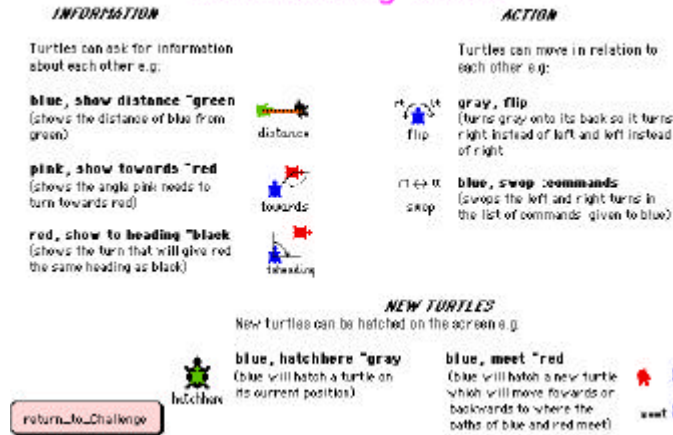 INFORMATION
Turtles can ask for information
about each other e.g:
blue, show distance "green
(shows the distance of blue from
green)
distance
pink, show towards "red
(shows the angle pink needs to
turn towards red)
towards
red, show to heading "black
(shows the turn that will give red
the same heading as black)
toheading
ACTION
Turtles can move in relation to
each other e.g:
rt lt
flip
gray, flip
(turns gray onto its back so it turns
right instead of left and left instead
of right
rt ↔ lt
swop
blue, swop :commands
(swops the left and right turns in
the list of commands given to blue)
NEW TURTLES
New turtles can be hatched on the screen e.g.
hatchhere
blue, hatchhere "gray
(blue will hatch a turtle on
its current position)
blue, meet "red
(blue will hatch a new turtle
which will move fowards or
backwards to where the
paths of blue and red meet)
meet
return_to_Challenge